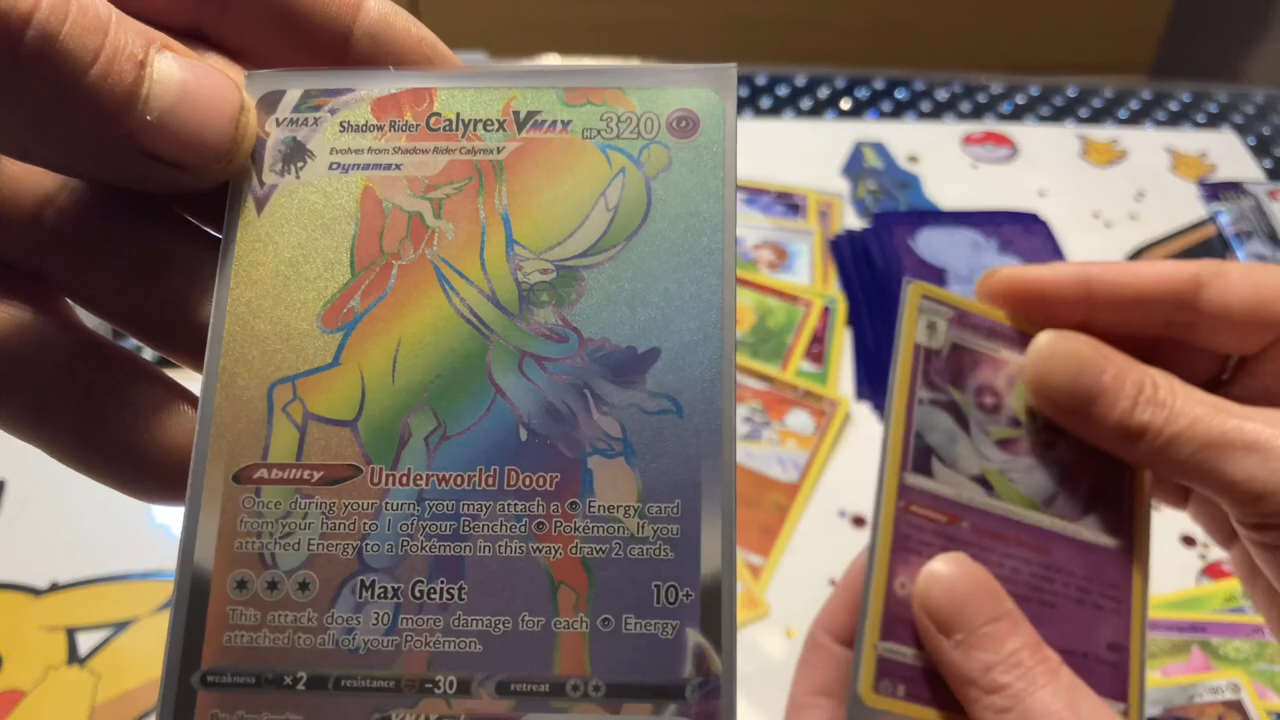 VMAX
Shadow Rider Calyrex VMAX HP 320
Evolves from Shadow Rider Calyrex V
Dynamax
Ability Underworld Door
Once during your turn, you may attach a Energy card
from your hand to 1 of your Benched Pokémon. If you
attached Energy to a Pokémon in this way, draw 2 cards.
Max Geist 10+
This attack does 30 more damage for each Energy
attached to all of your Pokémon.
weakness ×2 resistance -30 retreat